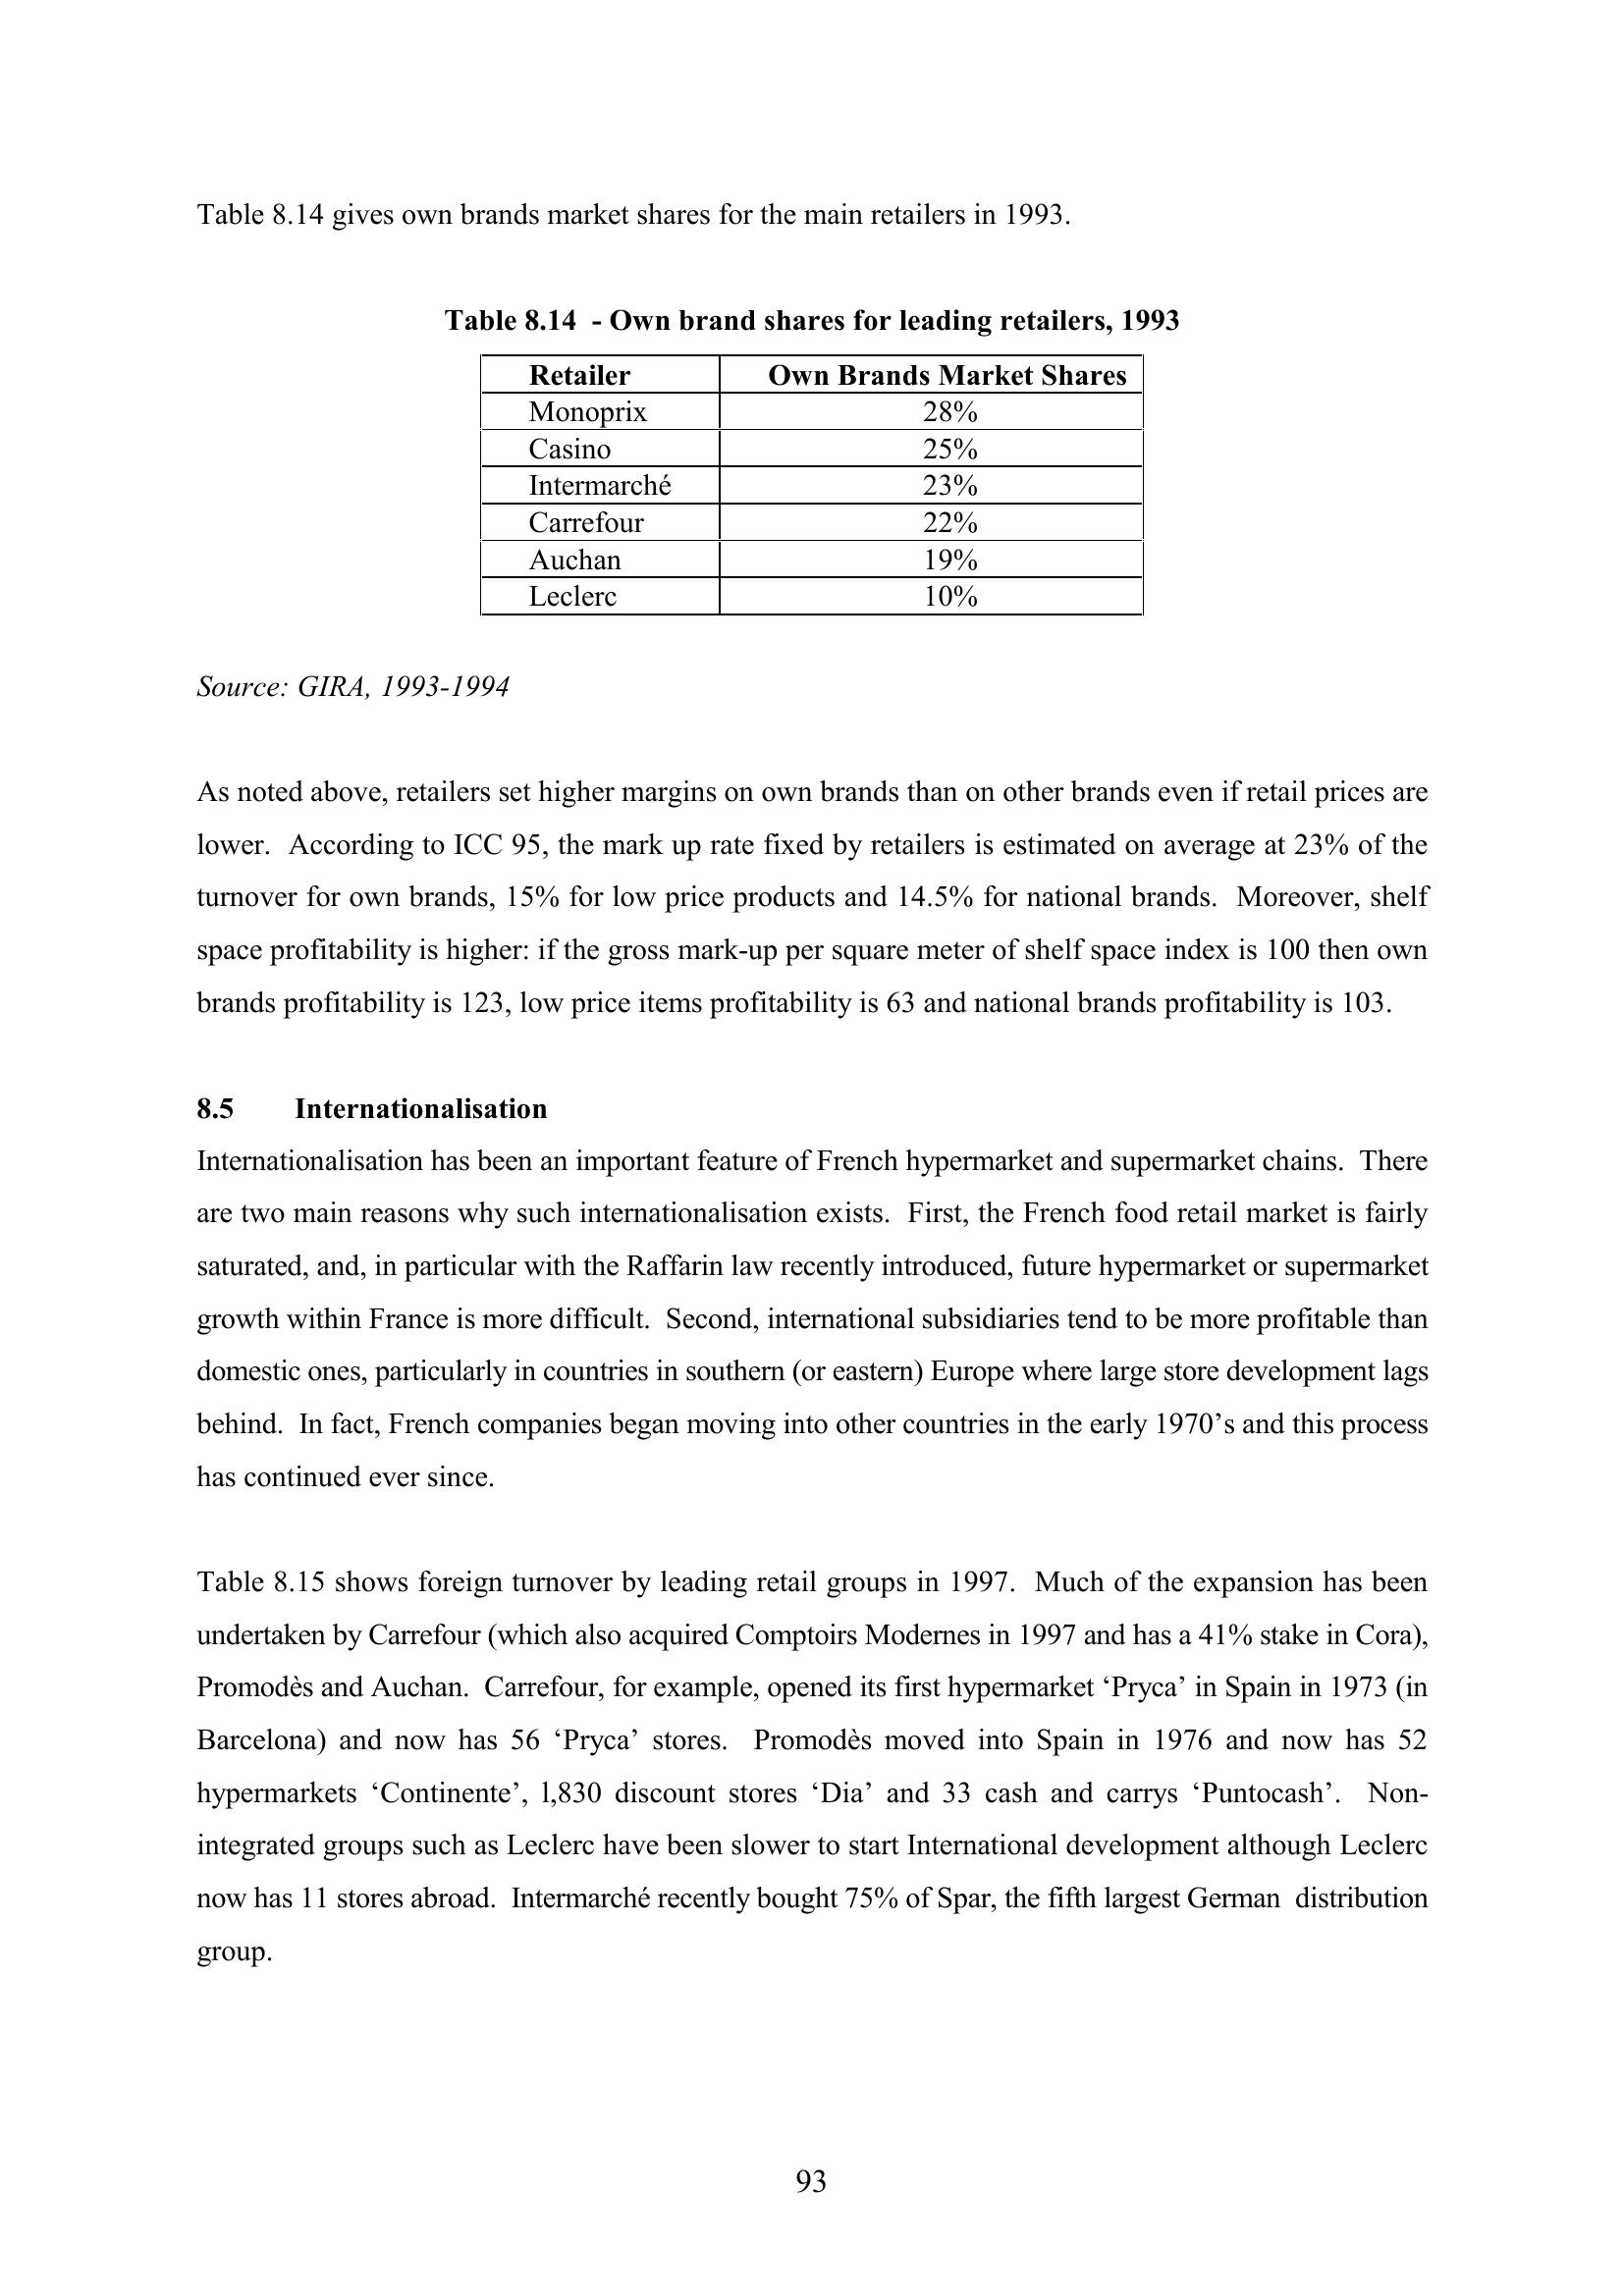 Table 8.14 gives own brands market shares for the main retailers in 1993.
Table 8.14  - Own brand shares for leading retailers, 1993
Retailer Own Brands Market Shares
Monoprix 28%
Casino 25%
Intermarché 23%
Carrefour 22%
Auchan 19%
Leclerc 10%
Source: GIRA, 1993-1994
As noted above, retailers set higher margins on own brands than on other brands even if retail prices are
lower.  According to ICC 95, the mark up rate fixed by retailers is estimated on average at 23% of the
turnover for own brands, 15% for low price products and 14.5% for national brands.  Moreover, shelf
space profitability is higher: if the gross mark-up per square meter of shelf space index is 100 then own
brands profitability is 123, low price items profitability is 63 and national brands profitability is 103.
8.5 Internationalisation
Internationalisation has been an important feature of French hypermarket and supermarket chains.  There
are two main reasons why such internationalisation exists.  First, the French food retail market is fairly
saturated, and, in particular with the Raffarin law recently introduced, future hypermarket or supermarket
growth within France is more difficult.  Second, international subsidiaries tend to be more profitable than
domestic ones, particularly in countries in southern (or eastern) Europe where large store development lags
behind.  In fact, French companies began moving into other countries in the early 1970’s and this process
has continued ever since.
Table 8.15 shows foreign turnover by leading retail groups in 1997.  Much of the expansion has been
undertaken by Carrefour (which also acquired Comptoirs Modernes in 1997 and has a 41% stake in Cora),
Promodès and Auchan.  Carrefour, for example, opened its first hypermarket ‘Pryca’ in Spain in 1973 (in
Barcelona) and now has 56 ‘Pryca’ stores.  Promodès moved into Spain in 1976 and now has 52
hypermarkets ‘Continente’, l,830 discount stores ‘Dia’ and 33 cash and carrys ‘Puntocash’.  Non-
integrated groups such as Leclerc have been slower to start International development although Leclerc
now has 11 stores abroad.  Intermarché recently bought 75% of Spar, the fifth largest German  distribution
group.
93